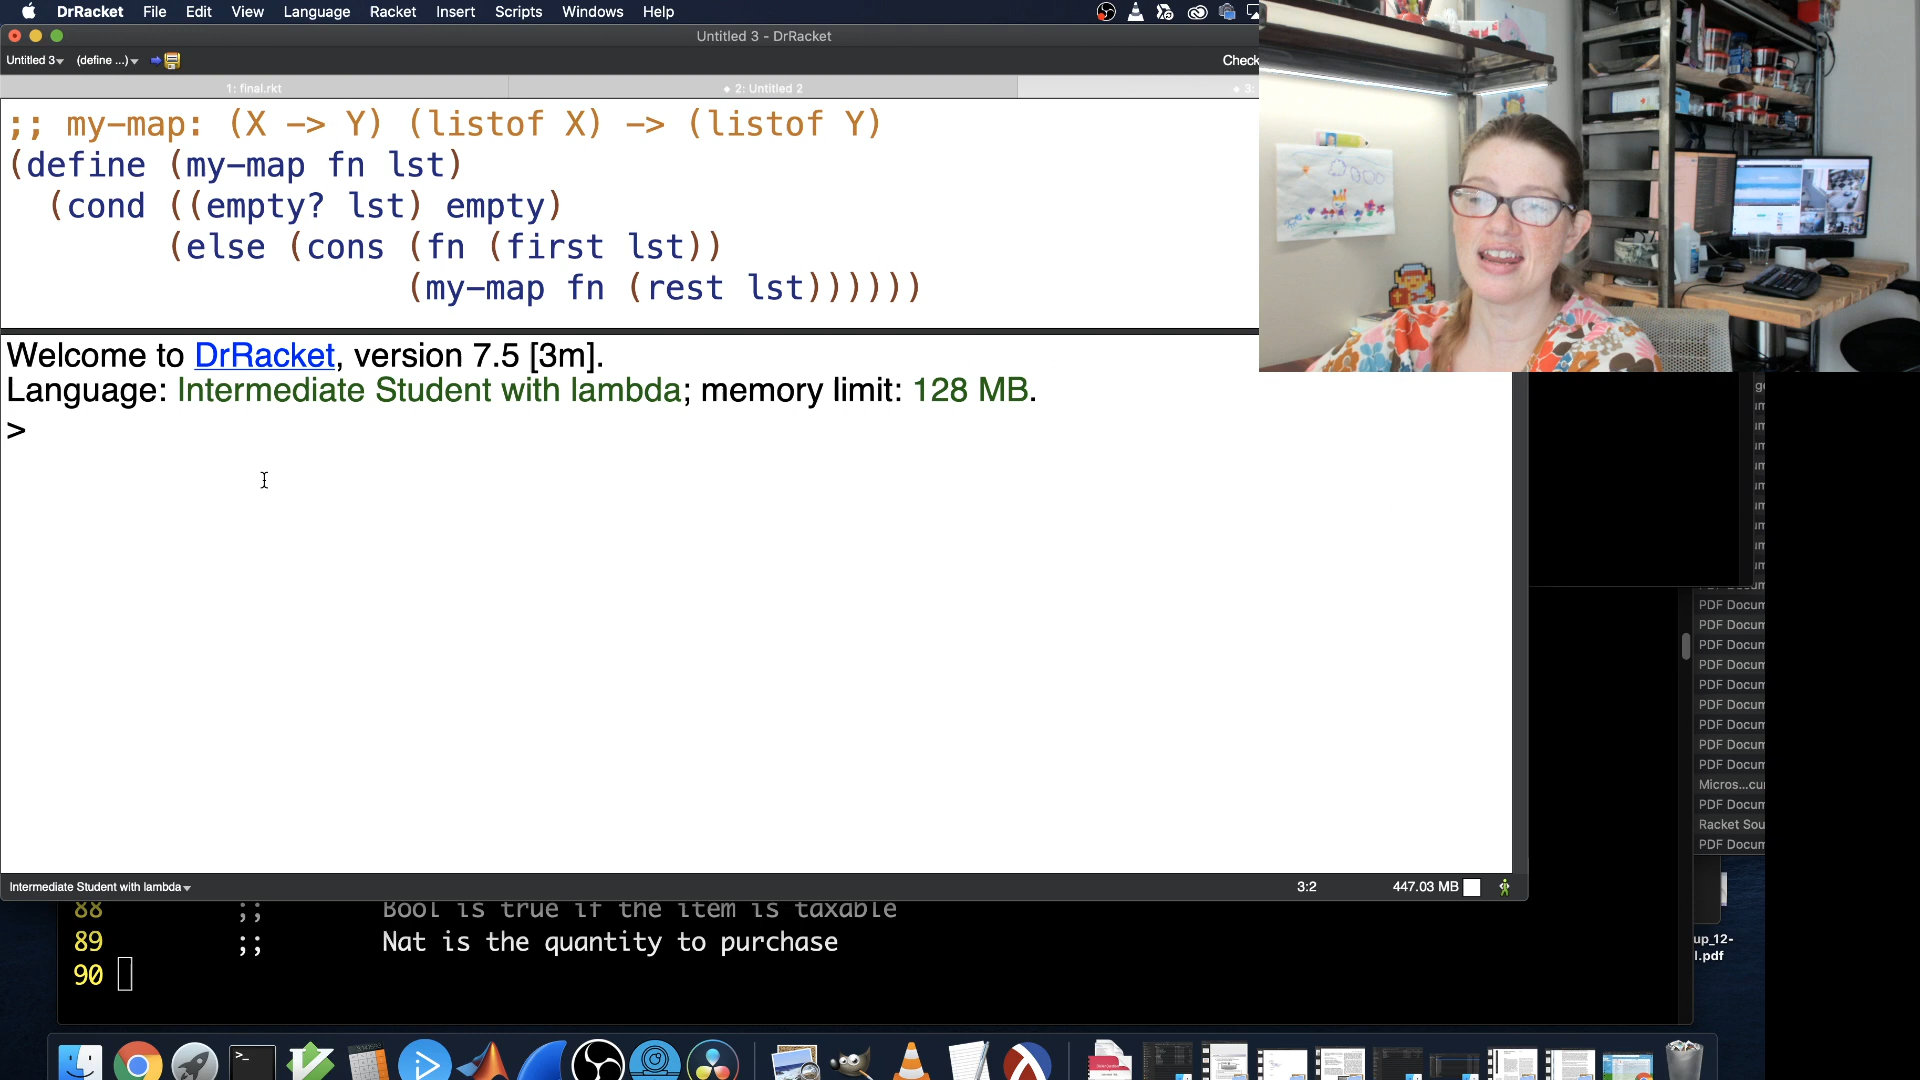 DrRacket File Edit View Language Racket Insert Scripts Windows Help
Untitled 3 - DrRacket
Untitled 3 (define ...) Check
1: final.rkt 2: Untitled 2 3:
;; my-map: (X -> Y) (listof X) -> (listof Y)
(define (my-map fn lst)
(cond ((empty? lst) empty)
(else (cons (fn (first lst))
(my-map fn (rest lst))))))
Welcome to DrRacket, version 7.5 [3m].
Language: Intermediate Student with lambda; memory limit: 128 MB.
>
PDF Docum
PDF Docum
PDF Docum
PDF Docum
PDF Docum
PDF Docum
PDF Docum
PDF Docum
PDF Docum
Micros...cu
PDF Docum
Racket Sou
PDF Docum
Intermediate Student with lambda 3:2 447.03 MB
88 ;; Bool is true if the item is taxable
89 ;; Nat is the quantity to purchase
90
up_12-
l.pdf